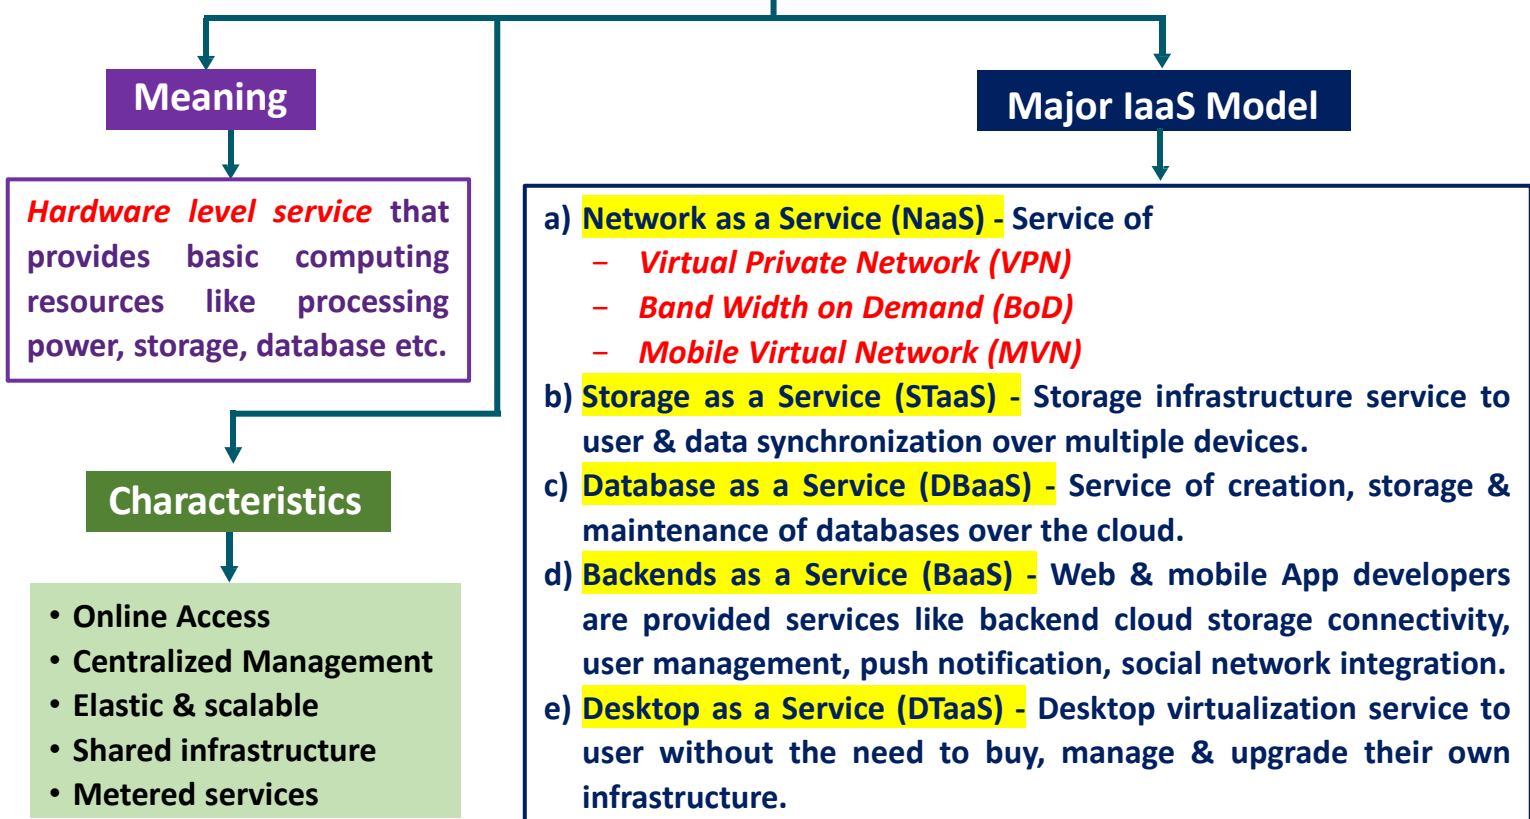 Meaning
Hardware level service that
provides basic computing
resources like processing
power, storage, database etc.
Characteristics
• Online Access
• Centralized Management
• Elastic & scalable
• Shared infrastructure
• Metered services
Major IaaS Model
a) Network as a Service (NaaS) - Service of
– Virtual Private Network (VPN)
– Band Width on Demand (BoD)
– Mobile Virtual Network (MVN)
b) Storage as a Service (STaaS) - Storage infrastructure service to
user & data synchronization over multiple devices.
c) Database as a Service (DBaaS) - Service of creation, storage &
maintenance of databases over the cloud.
d) Backends as a Service (BaaS) - Web & mobile App developers
are provided services like backend cloud storage connectivity,
user management, push notification, social network integration.
e) Desktop as a Service (DTaaS) - Desktop virtualization service to
user without the need to buy, manage & upgrade their own
infrastructure.